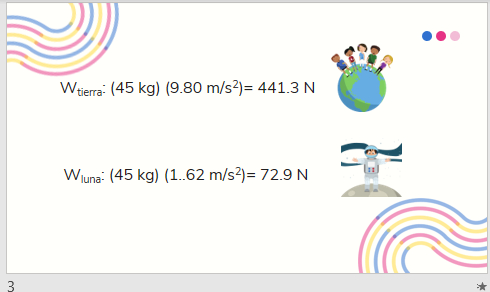 Wtierra: (45 kg) (9.80 m/s²)= 441.3 N
Wluna: (45 kg) (1..62 m/s²)= 72.9 N
3